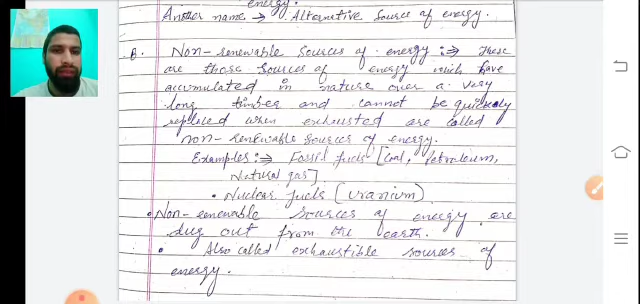 energy.
Another name → Alternative source of energy.
B. Non-renewable sources of energy :⇒ These
are those sources of energy which have
accumulated in nature over a very
long time and cannot be quickly
replaced when exhausted are called
non-renewable sources of energy.
Examples :⇒ Fossil fuels [Coal, Petroleum,
Natural gas]
• Nuclear fuels (Uranium)
• Non-renewable sources of energy are
dug out from the earth.
• Also called exhaustible sources of
energy.